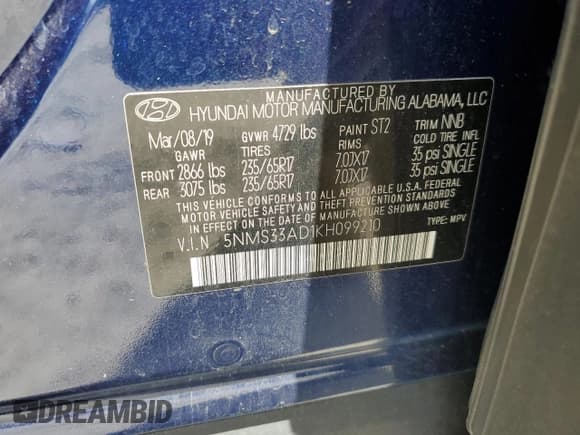 MANUFACTURED BY
HYUNDAI MOTOR MANUFACTURING ALABAMA, LLC
Mar/08/19 GVWR 4729 lbs PAINT ST2 TRIM NNB
GAWR TIRES RIMS COLD TIRE INFL
FRONT 2866 lbs 235/65R17 7.0JX17 35 psi SINGLE
REAR 3075 lbs 235/65R17 7.0JX17 35 psi SINGLE
THIS VEHICLE CONFORMS TO ALL APPLICABLE U.S.A. FEDERAL
MOTOR VEHICLE SAFETY AND THEFT PREVENTION STANDARDS
IN EFFECT ON THE DATE OF MANUFACTURE SHOWN ABOVE.
V.I.N 5NMS33AD1KH099210 TYPE: MPV
DREAMBID